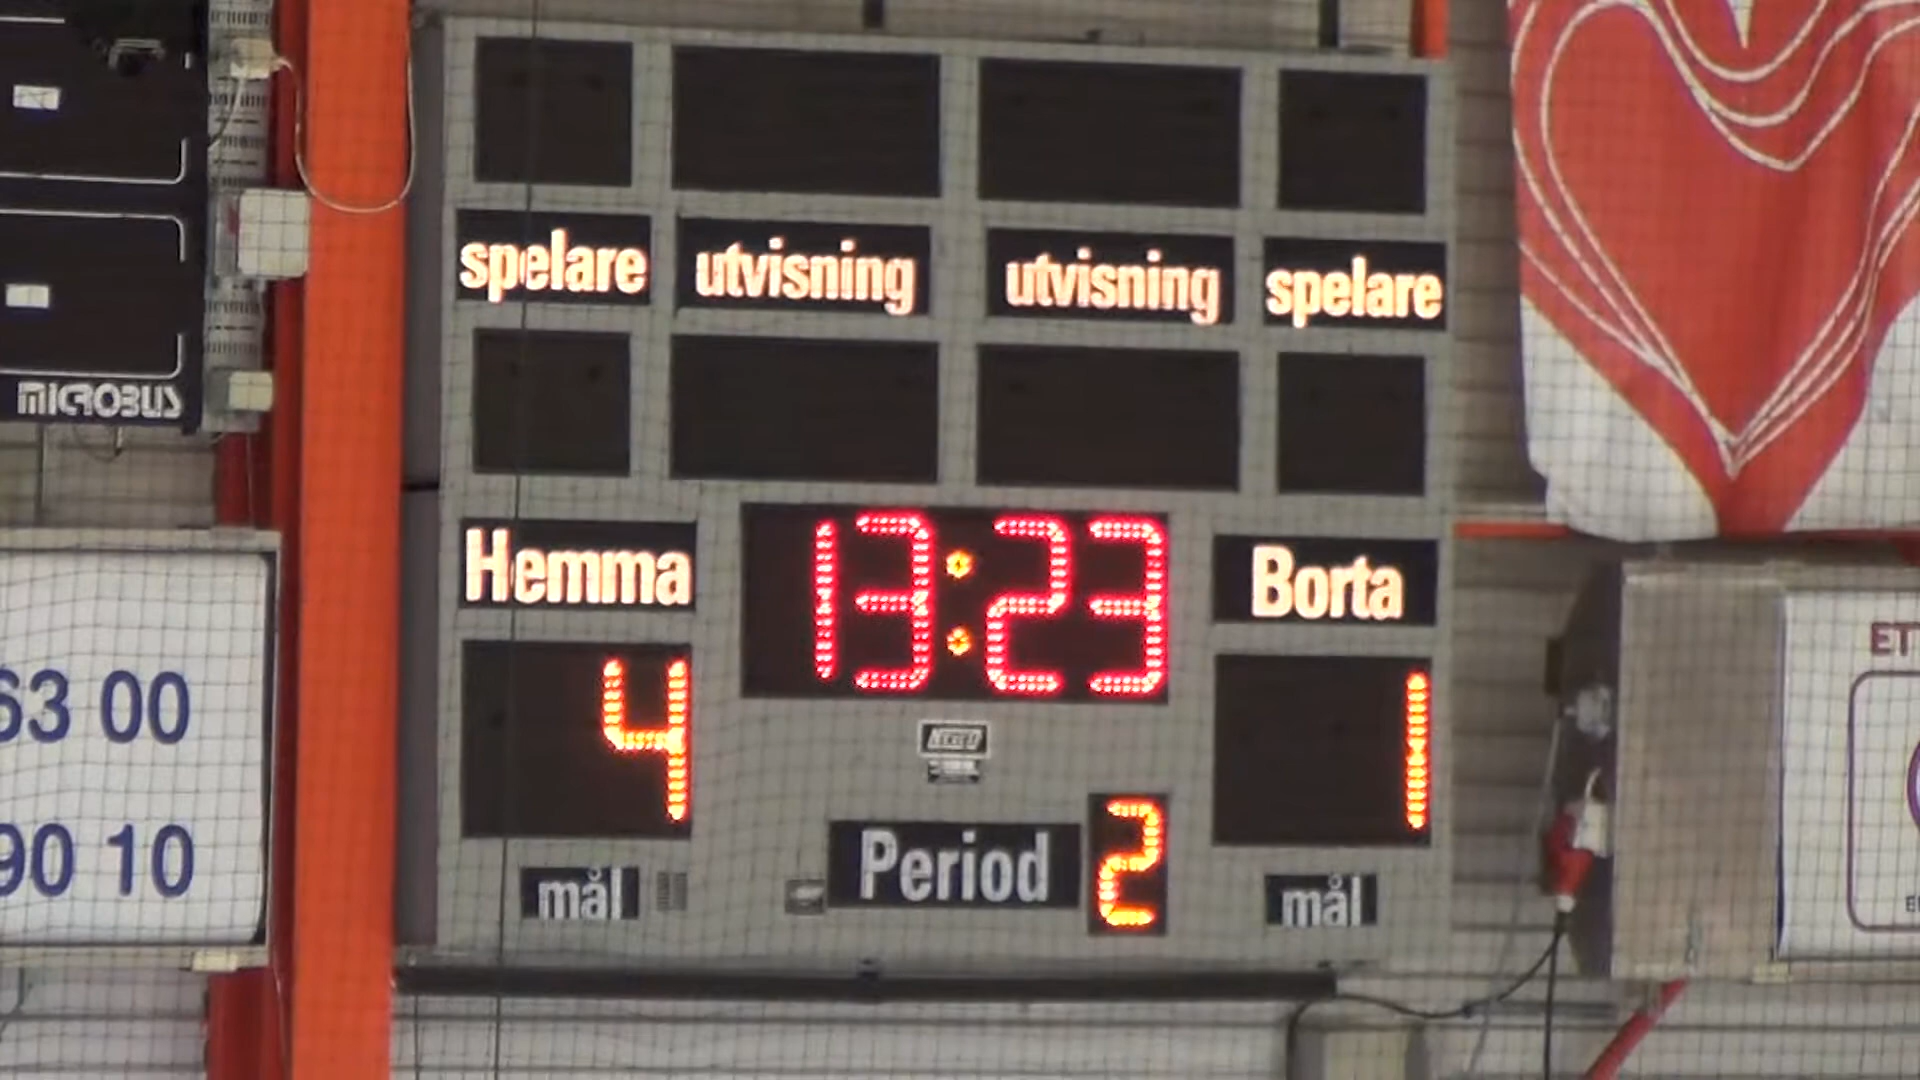 spelare utvisning utvisning spelare
MICROBUS
Hemma 13:23 Borta
4 1
63 00
Period 2
90 10
mål mål
ET